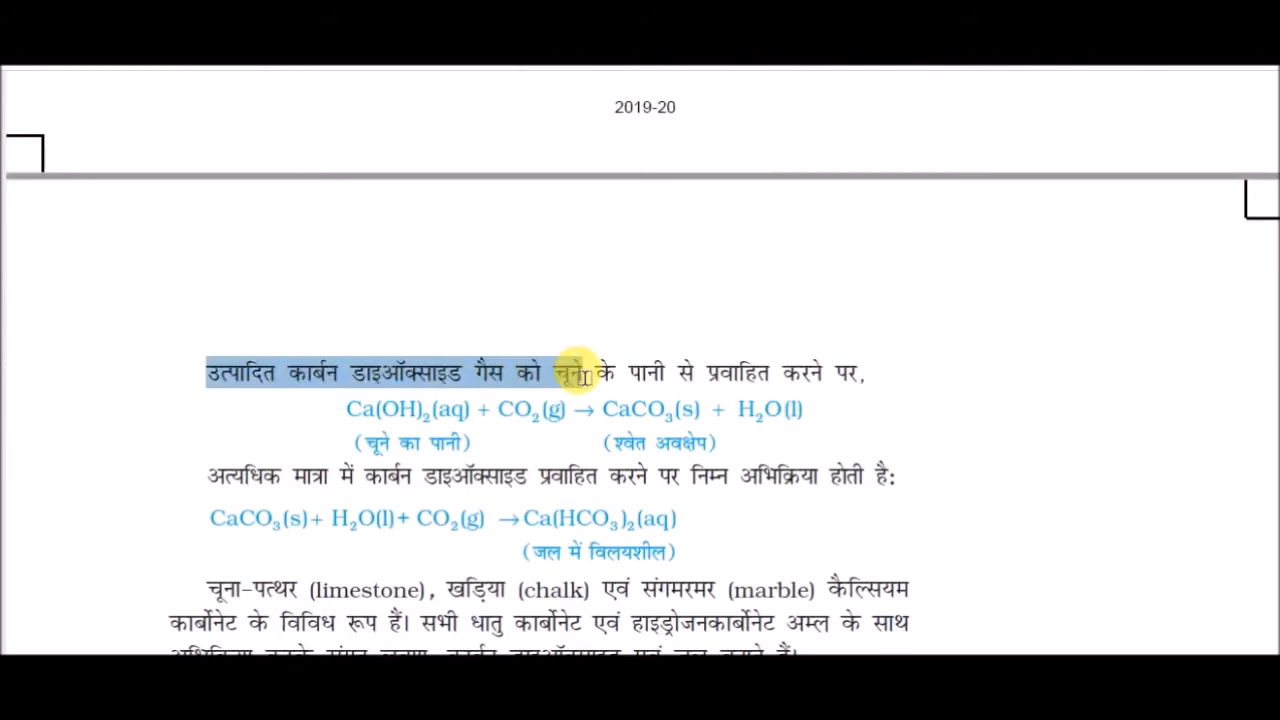 2019-20
उत्पादित कार्बन डाइऑक्साइड गैस को चूने के पानी से प्रवाहित करने पर,
Ca(OH)₂(aq) + CO₂(g) → CaCO₃(s) + H₂O(l)
(चूने का पानी) (श्वेत अवक्षेप)
अत्यधिक मात्रा में कार्बन डाइऑक्साइड प्रवाहित करने पर निम्न अभिक्रिया होती है:
CaCO₃(s)+ H₂O(l)+ CO₂(g) →Ca(HCO₃)₂(aq)
(जल में विलयशील)
चूना-पत्थर (limestone), खड़िया (chalk) एवं संगमरमर (marble) कैल्सियम
कार्बोनेट के विविध रूप हैं। सभी धातु कार्बोनेट एवं हाइड्रोजनकार्बोनेट अम्ल के साथ